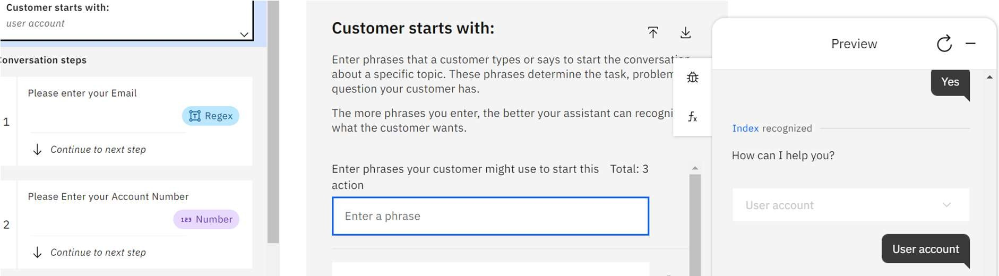 Customer starts with:
user account
onversation steps
1
Please enter your Email
Regex
Continue to next step
2
Please Enter your Account Number
123 Number
Continue to next step
Customer starts with:
Enter phrases that a customer types or says to start the conversation
about a specific topic. These phrases determine the task, problem
question your customer has.
The more phrases you enter, the better your assistant can recogni
what the customer wants.
Enter phrases your customer might use to start this Total: 3
action
Enter a phrase
fx
Preview
Yes
Index recognized
How can I help you?
User account
User account